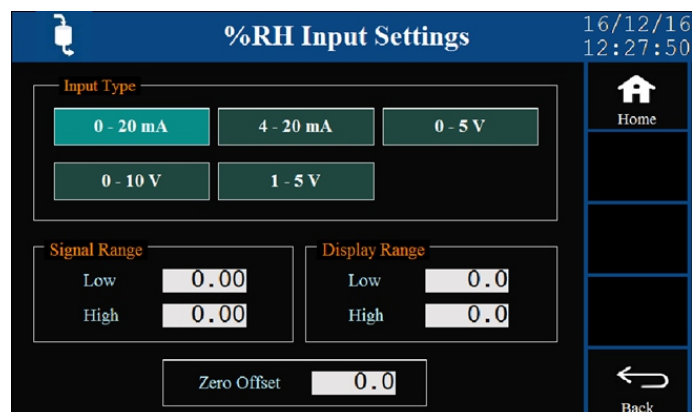 %RH Input Settings
16/12/16
12:27:50
Input Type
0 - 20 mA
4 - 20 mA
0 - 5 V
0 - 10 V
1 - 5 V
Home
Signal Range
Low 0.00
High 0.00
Display Range
Low 0.0
High 0.0
Zero Offset 0.0
Back